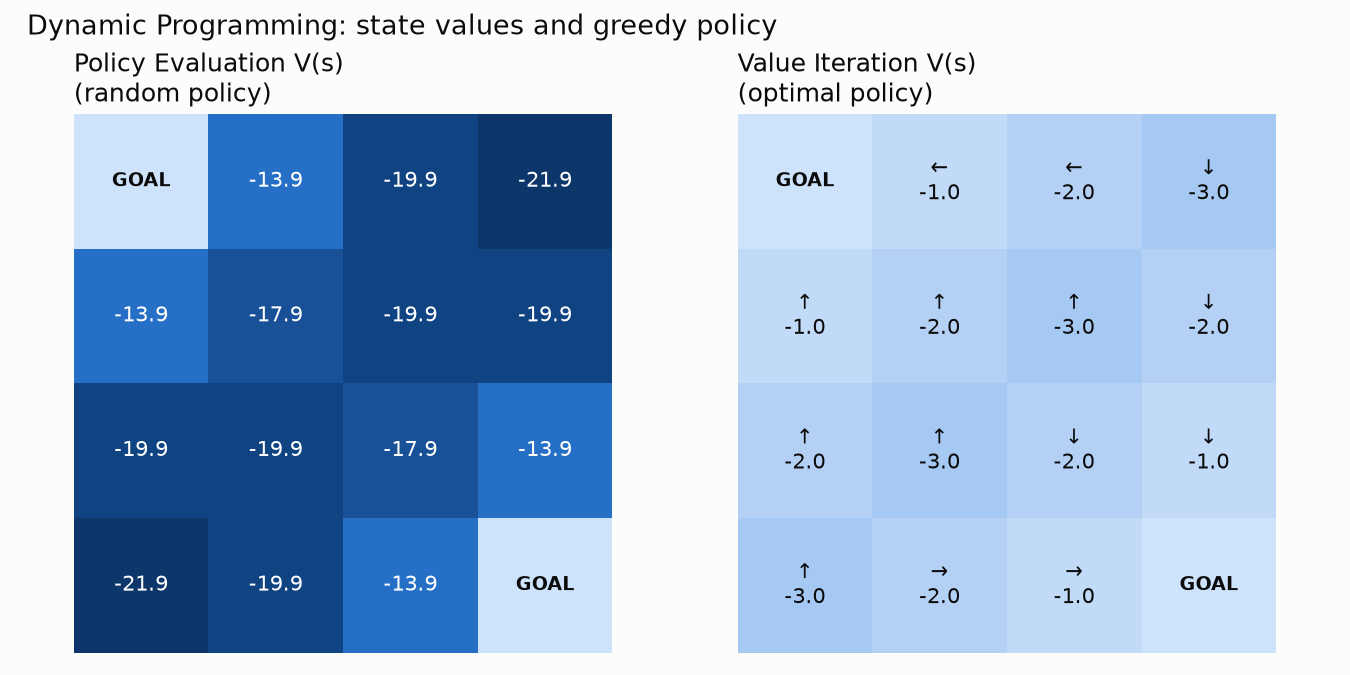 Dynamic Programming: state values and greedy policy
Policy Evaluation V(s)
(random policy)
GOAL -13.9 -19.9 -21.9
-13.9 -17.9 -19.9 -19.9
-19.9 -19.9 -17.9 -13.9
-21.9 -19.9 -13.9 GOAL
Value Iteration V(s)
(optimal policy)
← ← ↓
GOAL -1.0 -2.0 -3.0
↑ ↑ ↑ ↓
-1.0 -2.0 -3.0 -2.0
↑ ↑ ↓ ↓
-2.0 -3.0 -2.0 -1.0
↑ → →
-3.0 -2.0 -1.0 GOAL